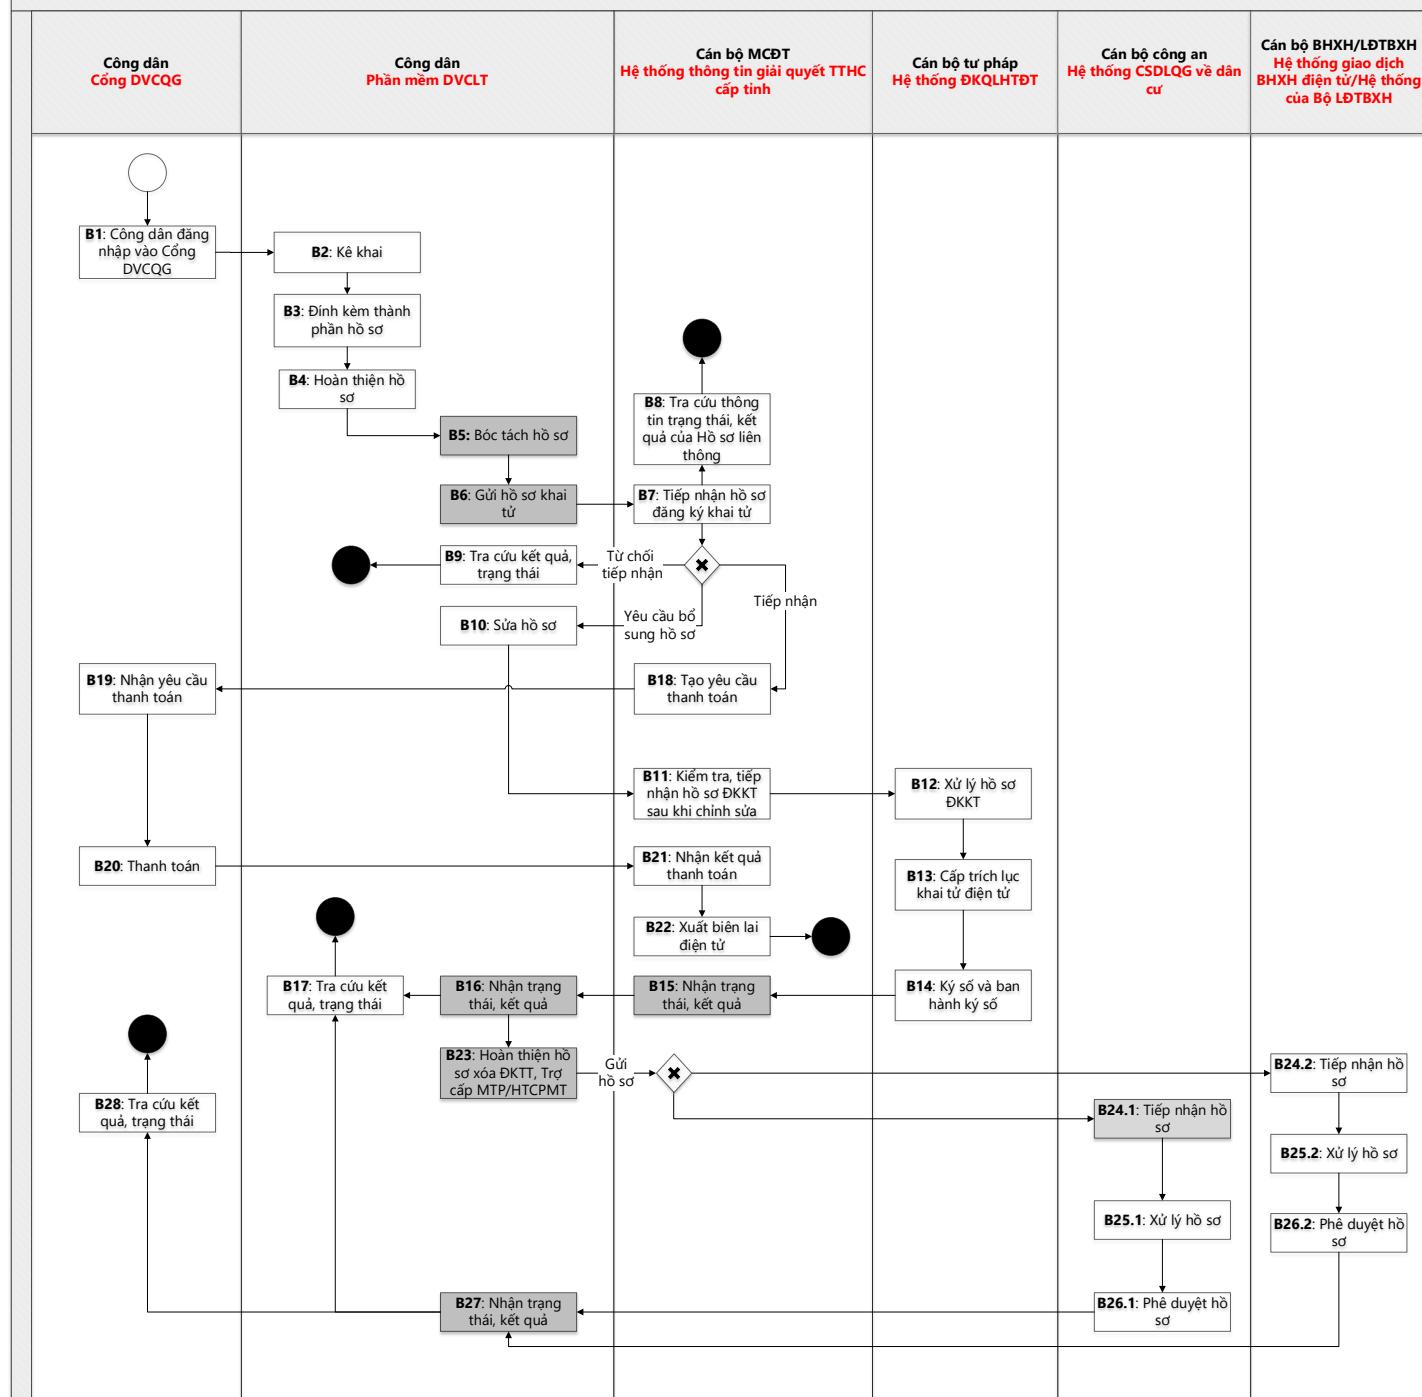 Công dân
Cổng DVCQG
Công dân
Phần mềm DVCLT
Cán bộ MCĐT
Hệ thống thông tin giải quyết TTHC
cấp tỉnh
Cán bộ tư pháp
Hệ thống ĐKQLHTĐT
Cán bộ công an
Hệ thống CSDLQG về dân
cư
Cán bộ BHXH/LĐTBXH
Hệ thống giao dịch
BHXH điện tử/Hệ thống
của Bộ LĐTBXH
B1: Công dân đăng
nhập vào Cổng
DVCQG
B2: Kê khai
B3: Đính kèm thành
phần hồ sơ
B4: Hoàn thiện hồ
sơ
B5: Bóc tách hồ sơ
B6: Gửi hồ sơ khai
tử
B8: Tra cứu thông
tin trạng thái, kết
quả của Hồ sơ liên
thông
B7: Tiếp nhận hồ sơ
đăng ký khai tử
B9: Tra cứu kết quả,
trạng thái
Từ chối
tiếp nhận
Tiếp nhận
B10: Sửa hồ sơ
Yêu cầu bổ
sung hồ sơ
B19: Nhận yêu cầu
thanh toán
B18: Tạo yêu cầu
thanh toán
B11: Kiểm tra, tiếp
nhận hồ sơ ĐKKT
sau khi chỉnh sửa
B12: Xử lý hồ sơ
ĐKKT
B20: Thanh toán
B21: Nhận kết quả
thanh toán
B13: Cấp trích lục
khai tử điện tử
B22: Xuất biên lai
điện tử
B17: Tra cứu kết
quả, trạng thái
B16: Nhận trạng
thái, kết quả
B15: Nhận trạng
thái, kết quả
B14: Ký số và ban
hành ký số
B23: Hoàn thiện hồ
sơ xóa ĐKTT, Trợ
cấp MTP/HTCPMT
Gửi
hồ sơ
B24.2: Tiếp nhận hồ
sơ
B28: Tra cứu kết
quả, trạng thái
B24.1: Tiếp nhận hồ
sơ
B25.2: Xử lý hồ sơ
B25.1: Xử lý hồ sơ
B26.2: Phê duyệt hồ
sơ
B27: Nhận trạng
thái, kết quả
B26.1: Phê duyệt hồ
sơ